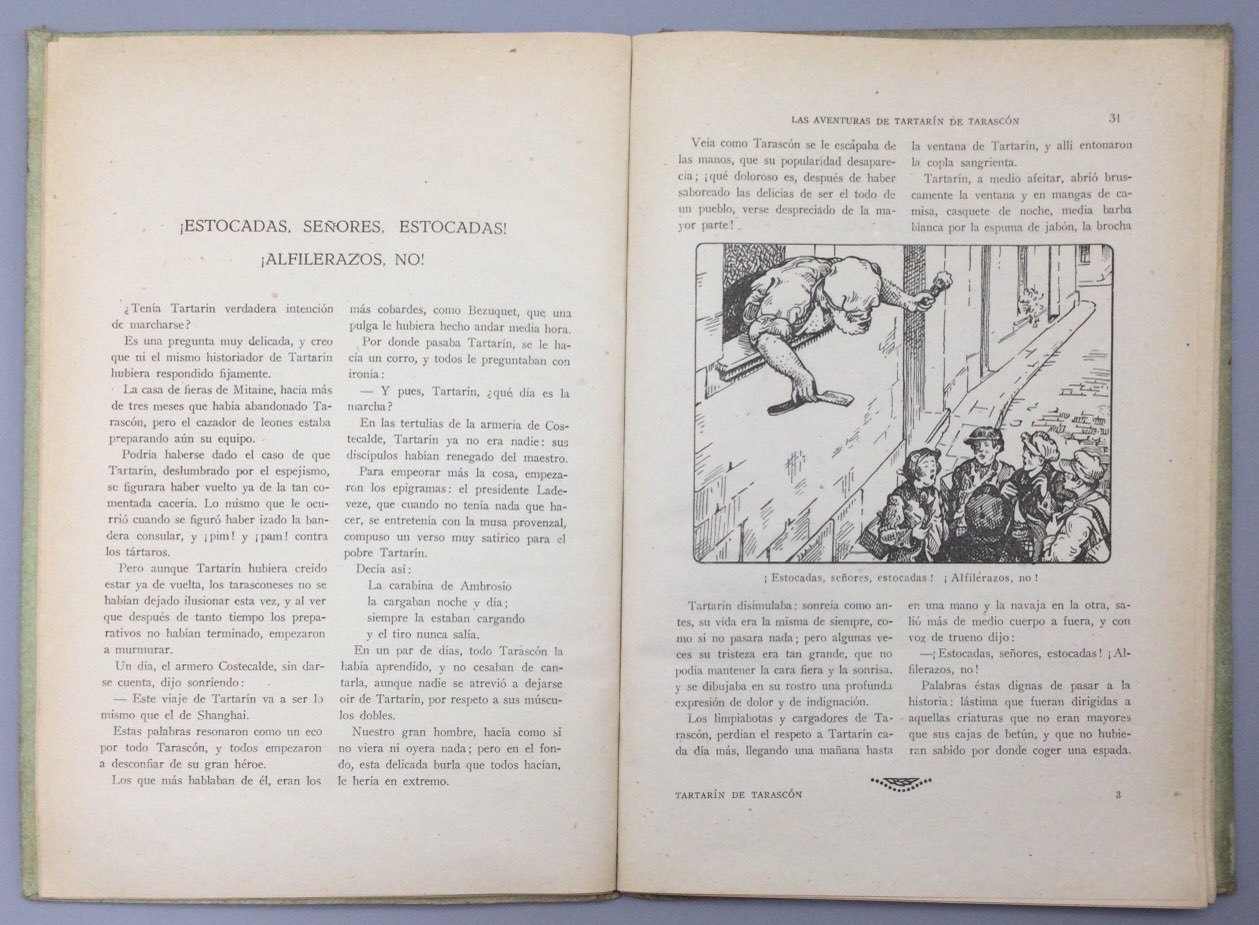 ¡ESTOCADAS, SEÑORES, ESTOCADAS!
¡ALFILERAZOS, NO!
¿Tenía Tartarín verdadera intención
de marcharse?
Es una pregunta muy delicada, y creo
que ni el mismo historiador de Tartarín
hubiera respondido fijamente.
La casa de fieras de Mitaine, hacía más
de tres meses que había abandonado Ta-
rascón, pero el cazador de leones estaba
preparando aún su equipo.
Podría haberse dado el caso de que
Tartarín, deslumbrado por el espejismo,
se figurara haber vuelto ya de la tan co-
mentada cacería. Lo mismo que le ocu-
rrió cuando se figuró haber izado la ban-
dera consular, y ¡pim! y ¡pam! contra
los tártaros.
Pero aunque Tartarín hubiera creído
estar ya de vuelta, los tarasconeses no se
habían dejado ilusionar esta vez, y al ver
que después de tanto tiempo los prepa-
rativos no habían terminado, empezaron
a murmurar.
Un día, el armero Costecalde, sin dar-
se cuenta, dijo sonriendo:
— Este viaje de Tartarín va a ser lo
mismo que el de Shanghai.
Estas palabras resonaron como un eco
por todo Tarascón, y todos empezaron
a desconfiar de su gran héroe.
Los que más hablaban de él, eran los
más cobardes, como Bezuquet, que una
pulga le hubiera hecho andar media hora.
Por donde pasaba Tartarín, se le ha-
cía un corro, y todos le preguntaban con
ironía:
— Y pues, Tartarín, ¿qué día es la
marcha?
En las tertulias de la armería de Cos-
tecalde, Tartarín ya no era nadie: sus
discípulos habían renegado del maestro.
Para empeorar más la cosa, empeza-
ron los epigramas: el presidente Lade-
veze, que cuando no tenía nada que ha-
cer, se entretenía con la musa provenzal,
compuso un verso muy satírico para el
pobre Tartarín.
Decía así:
La carabina de Ambrosio
la cargaban noche y día;
siempre la estaban cargando
y el tiro nunca salía.
En un par de días, todo Tarascón la
había aprendido, y no cesaban de can-
tarla, aunque nadie se atrevió a dejarse
oir de Tartarín, por respeto a sus múscu-
los dobles.
Nuestro gran hombre, hacía como si
no viera ni oyera nada; pero en el fon-
do, esta delicada burla que todos hacían,
le hería en extremo.
LAS AVENTURAS DE TARTARÍN DE TARASCÓN 31
Veía como Tarascón se le escapaba de
las manos, que su popularidad desapare-
cía; ¡qué doloroso es, después de haber
saboreado las delicias de ser el todo de
un pueblo, verse despreciado de la ma-
yor parte!
la ventana de Tartarín, y allí entonaron
la copla sangrienta.
Tartarín, a medio afeitar, abrió brus-
camente la ventana y en mangas de ca-
misa, casquete de noche, media barba
blanca por la espuma de jabón, la brocha
¡Estocadas, señores, estocadas! ¡Alfilerazos, no!
Tartarín disimulaba: sonreía como an-
tes, su vida era la misma de siempre, co-
mo si no pasara nada; pero algunas ve-
ces su tristeza era tan grande, que no
podía mantener la cara fiera y la sonrisa,
y se dibujaba en su rostro una profunda
expresión de dolor y de indignación.
Los limpiabotas y cargadores de Ta-
rascón, perdían el respeto a Tartarín ca-
da día más, llegando una mañana hasta
en una mano y la navaja en la otra, sa-
lió más de medio cuerpo a fuera, y con
voz de trueno dijo:
—¡Estocadas, señores, estocadas! ¡Al-
filerazos, no!
Palabras éstas dignas de pasar a la
historia: lástima que fueran dirigidas a
aquellas criaturas que no eran mayores
que sus cajas de betún, y que no hubie-
ran sabido por donde coger una espada.
TARTARÍN DE TARASCÓN 3